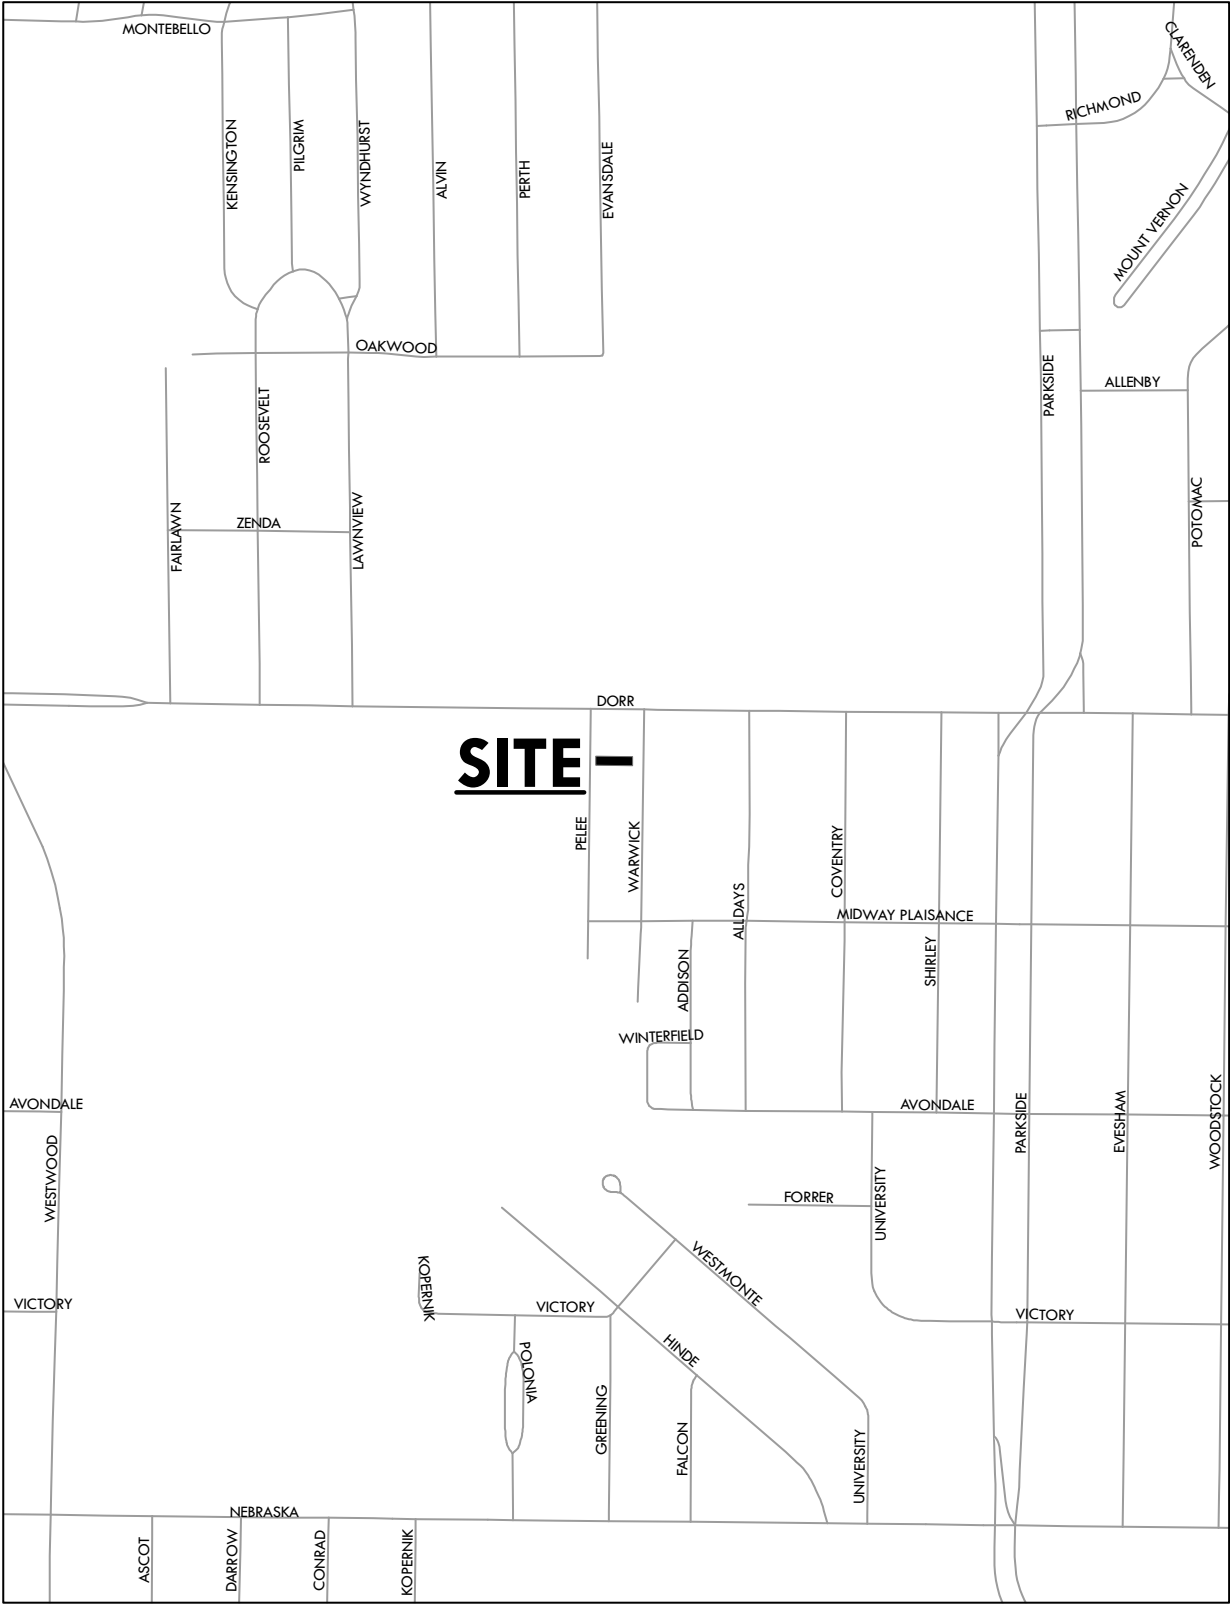 MONTEBELLO
CLARENDEN
RICHMOND
KENSINGTON
PILGRIM
WYNDHURST
ALVIN
PERTH
EVANSDALE
MOUNT VERNON
OAKWOOD
PARKSIDE
ALLENBY
ROOSEVELT
FAIRLAWN
ZENDA
LAWNVIEW
POTOMAC
DORR
SITE
PELEE
WARWICK
COVENTRY
ALLDAYS
MIDWAY PLAISANCE
SHIRLEY
ADDISON
WINTERFIELD
AVONDALE
AVONDALE
PARKSIDE
EVESHAM
WOODSTOCK
WESTWOOD
FORRER
UNIVERSITY
WESTMONTE
KOPERNIK
VICTORY
VICTORY
VICTORY
HINDE
POLONIA
GREENING
FALCON
UNIVERSITY
NEBRASKA
ASCOT
DARROW
CONRAD
KOPERNIK